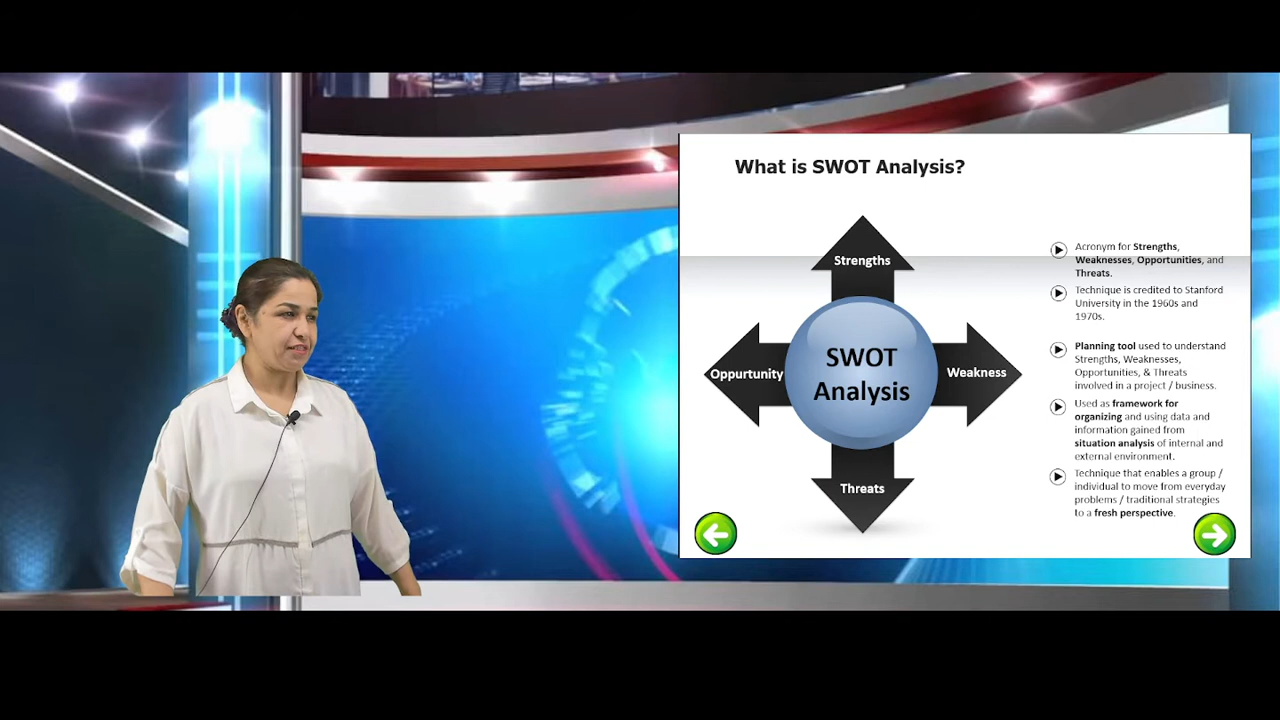 What is SWOT Analysis?
Strengths
Oppurtunity
SWOT
Analysis
Weakness
Threats
Acronym for Strengths,
Weaknesses, Opportunities, and
Threats.
Technique is credited to Stanford
University in the 1960s and
1970s.
Planning tool used to understand
Strengths, Weaknesses,
Opportunities, & Threats
involved in a project / business.
Used as framework for
organizing and using data and
information gained from
situation analysis of internal and
external environment.
Technique that enables a group /
individual to move from everyday
problems / traditional strategies
to a fresh perspective.